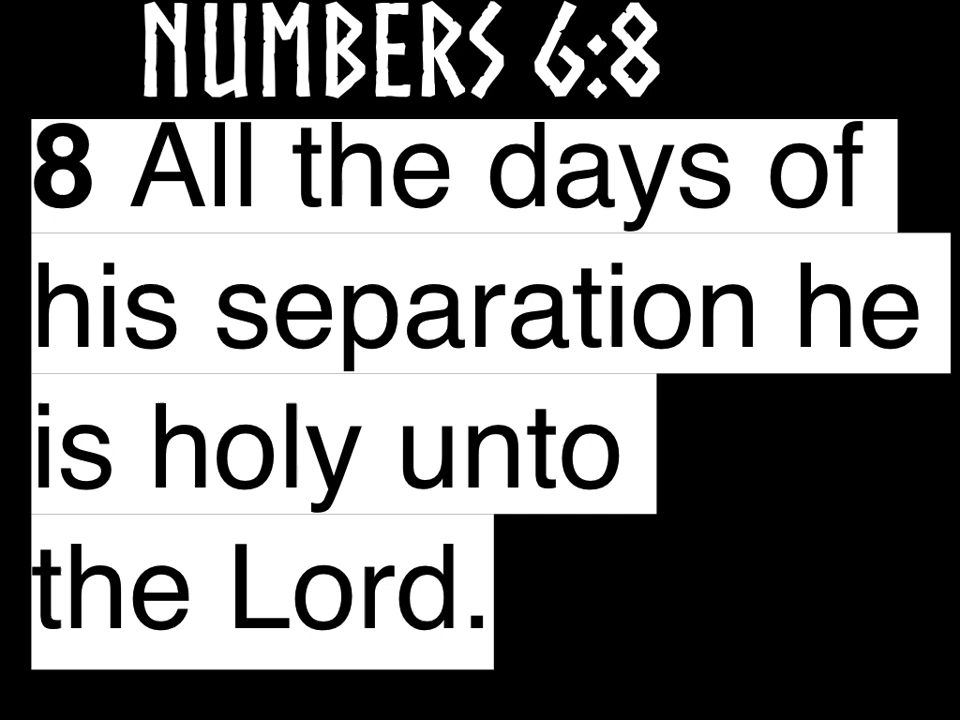 NUMBERS 6:8
8 All the days of
his separation he
is holy unto
the Lord.